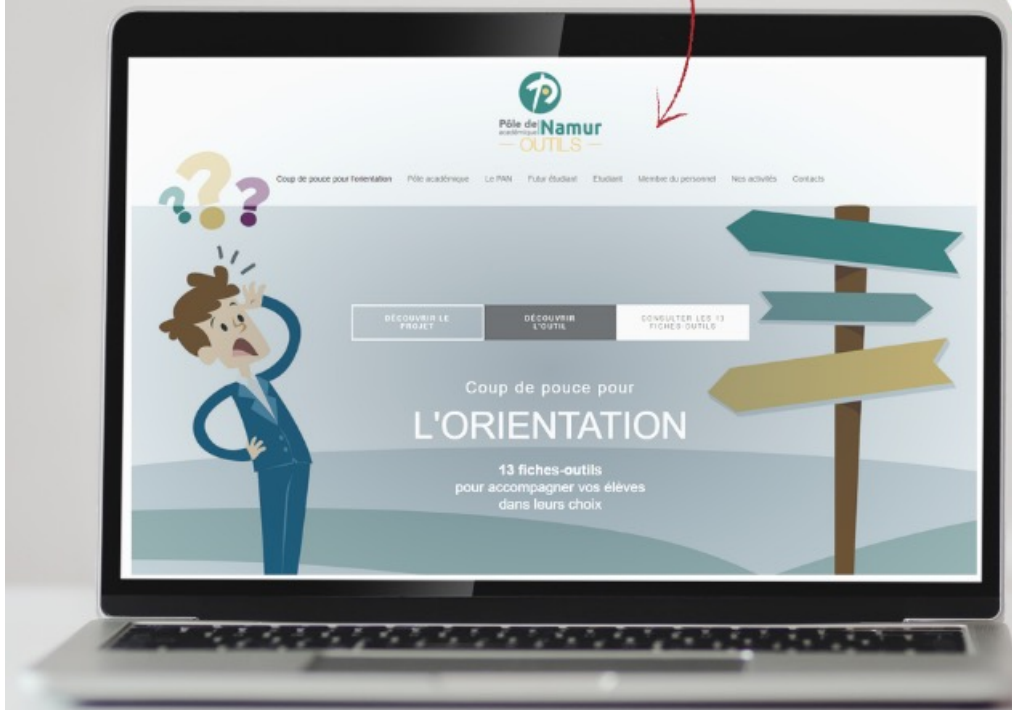 Pôle de
académique
Namur
OUTILS
Coup de pouce pour l'orientation Pôle académique Le PAN Futur étudiant Etudiant Membre du personnel Nos activités Contacts
DÉCOUVRIR LE
PROJET
DÉCOUVRIR
L'OUTIL
CONSULTER LES 13
FICHES-OUTILS
Coup de pouce pour
L'ORIENTATION
13 fiches-outils
pour accompagner vos élèves
dans leurs choix